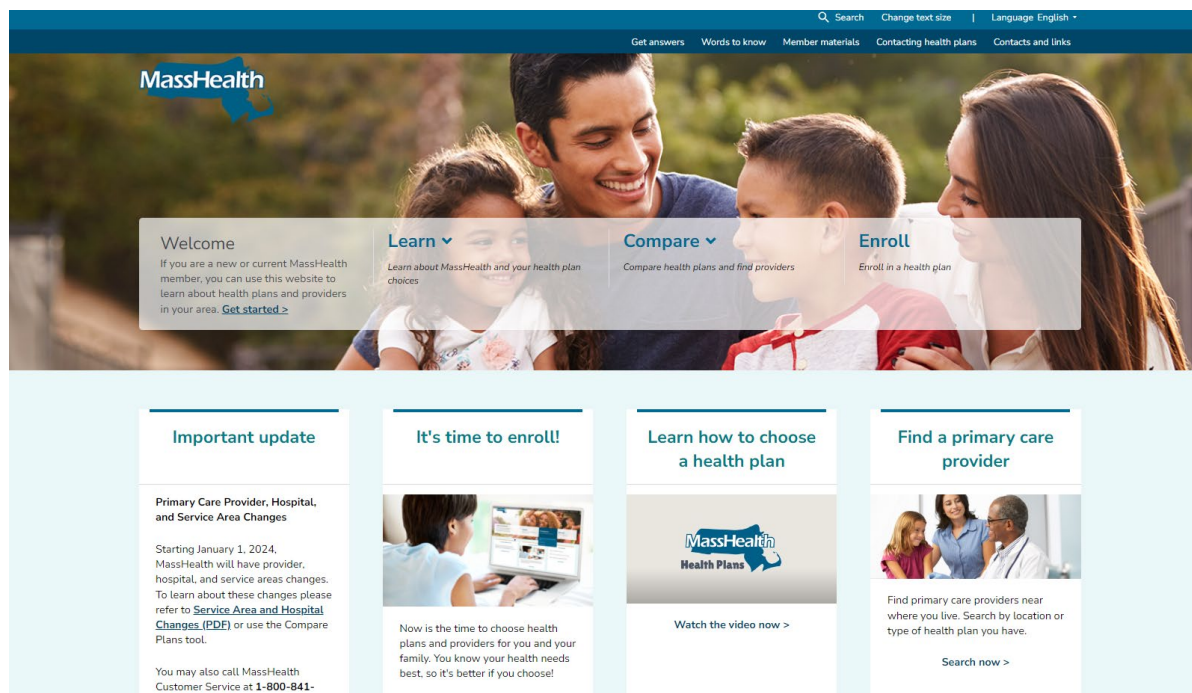 Search Change text size | Language English
Get answers Words to know Member materials Contacting health plans Contacts and links
MassHealth
Welcome
If you are a new or current MassHealth
member, you can use this website to
learn about health plans and providers
in your area. Get started >
Learn
Learn about MassHealth and your health plan
choices
Compare
Compare health plans and find providers
Enroll
Enroll in a health plan
Important update
Primary Care Provider, Hospital,
and Service Area Changes
Starting January 1, 2024,
MassHealth will have provider,
hospital, and service areas changes.
To learn about these changes please
refer to Service Area and Hospital
Changes (PDF) or use the Compare
Plans tool.
You may also call MassHealth
Customer Service at 1-800-841-
It's time to enroll!
Now is the time to choose health
plans and providers for you and your
family. You know your health needs
best, so it's better if you choose!
Learn how to choose
a health plan
MassHealth
Health Plans
Watch the video now >
Find a primary care
provider
Find primary care providers near
where you live. Search by location or
type of health plan you have.
Search now >